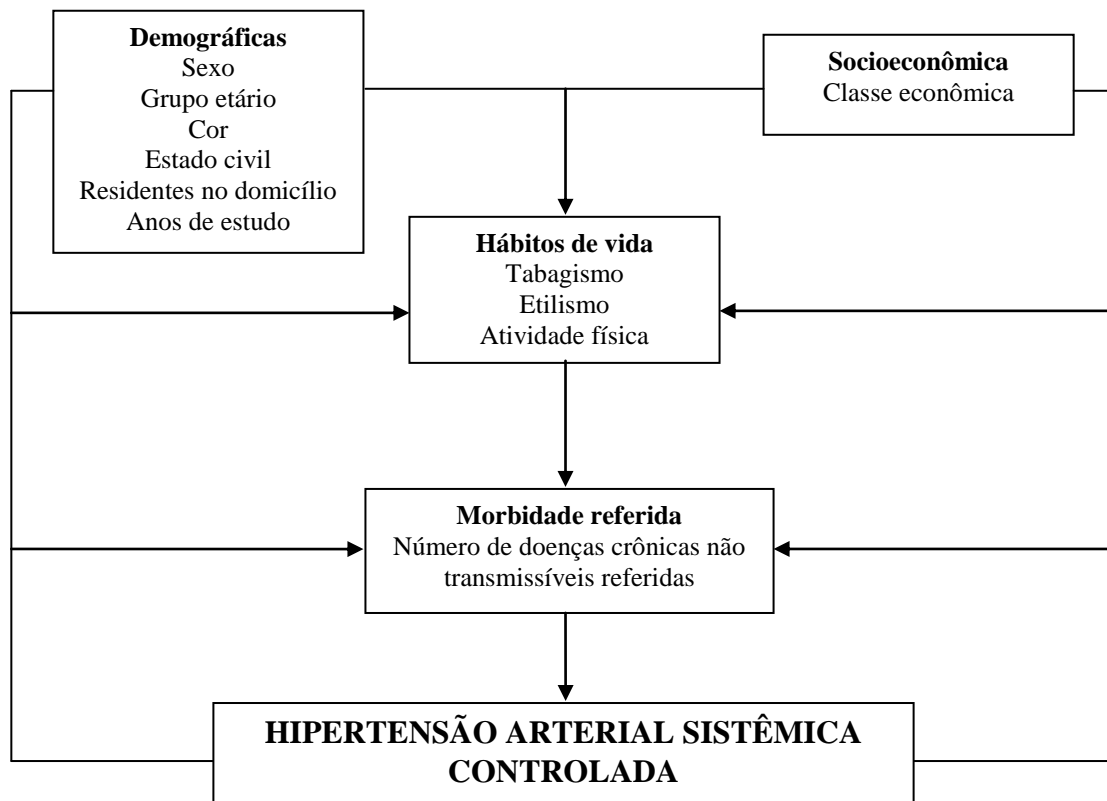 Demográficas
Sexo
Grupo etário
Cor
Estado civil
Residentes no domicílio
Anos de estudo
Socioeconômica
Classe econômica
Hábitos de vida
Tabagismo
Etilismo
Atividade física
Morbidade referida
Número de doenças crônicas não
transmissíveis referidas
HIPERTENSÃO ARTERIAL SISTÊMICA
CONTROLADA